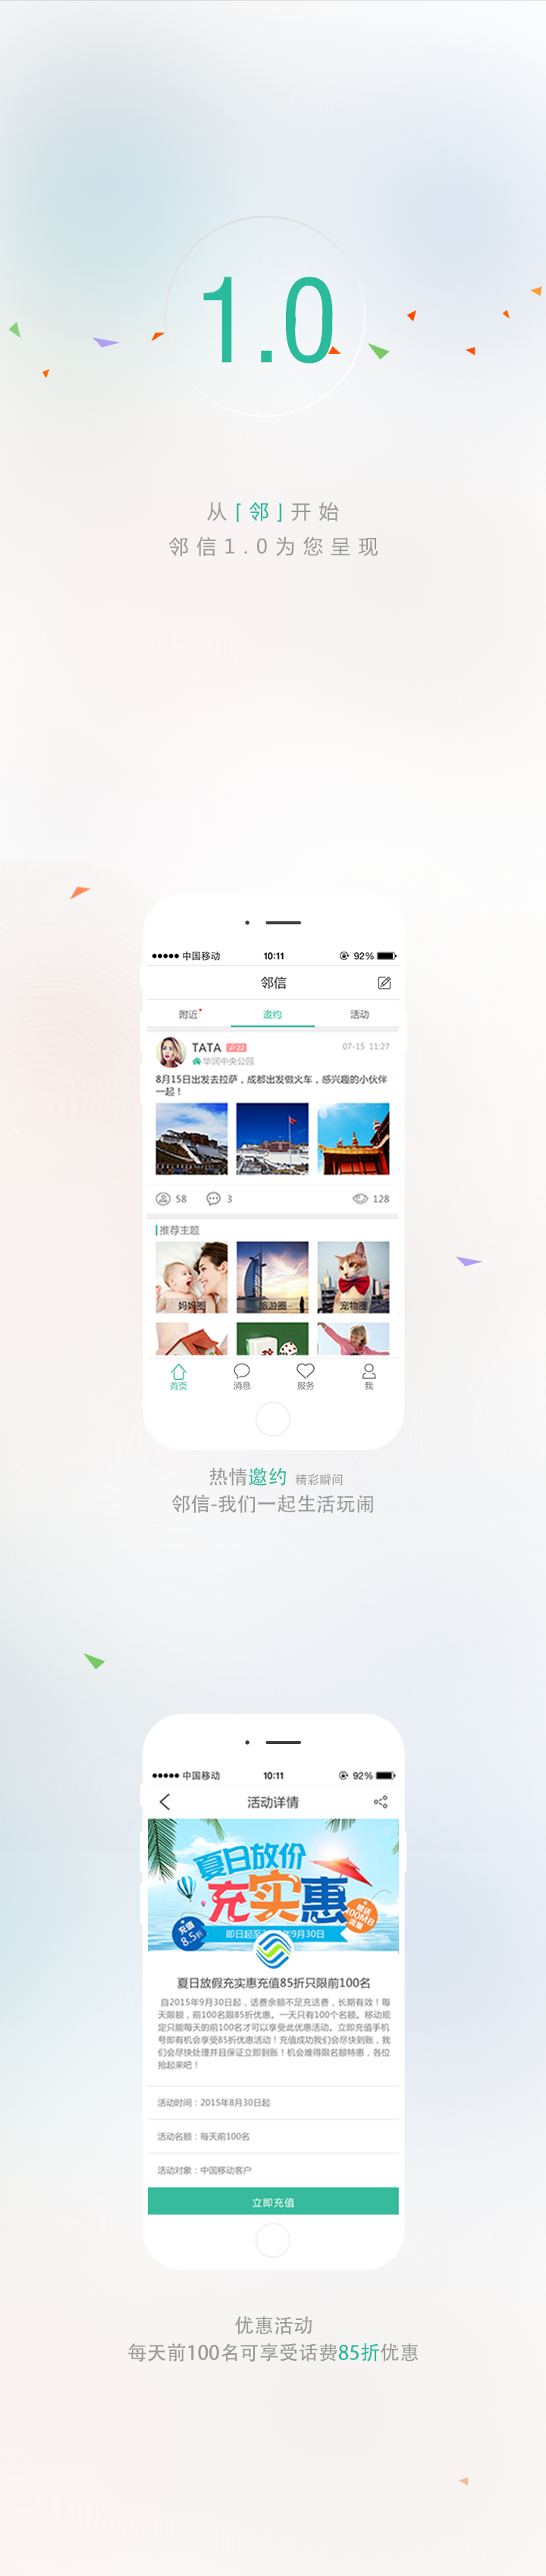 1.0
从「邻」开始
邻信1.0为您呈现
中国移动 10:11 92%
邻信
附近 邀约 活动
TATA 22 07-15 11:27
华润中央公园
8月15日出发去拉萨，成都出发做火车，感兴趣的小伙伴
一起！
58 3 128
推荐主题
妈妈圈 旅游圈 宠物圈
首页 消息 服务 我
热情邀约 精彩瞬间
邻信-我们一起生活玩闹
中国移动 10:11 92%
活动详情
夏日放价
充实惠
充值
8.5折
100MB
即日起至 年9月30日
夏日放假充实惠充值85折只限前100名
自2015年9月30日起，话费余额不足充话费，长期有效！每
天限额，前100名限85折优惠。一天只有100个名额。移动规
定只能每天的前100名才可以享受此优惠活动。立即充值手机
号即有机会享受85折优惠活动！充值成功我们会尽快到账，我
们会尽快处理并且保证立即到账！机会难得限名额特惠，各位
抢起来吧！
活动时间：2015年8月30日起
活动名额：每天前100名
活动对象：中国移动客户
立即充值
优惠活动
每天前100名可享受话费85折优惠